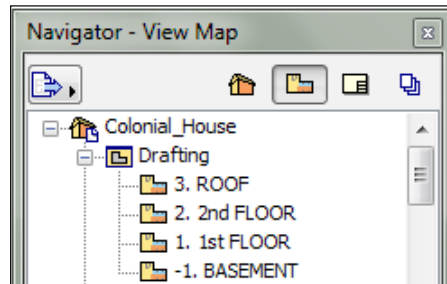 Navigator - View Map
Colonial_House
Drafting
3. ROOF
2. 2nd FLOOR
1. 1st FLOOR
-1. BASEMENT